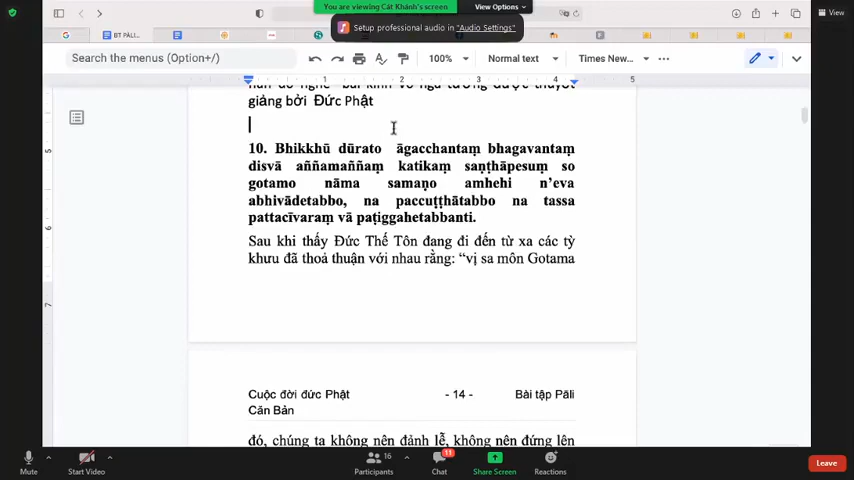 You are viewing Cát Khánh's screen
View Options
View
Setup professional audio in "Audio Settings"
BT PĀLI
Search the menus (Option+/)
100%
Normal text
Times New...
2
5
giảng bởi Đức Phật
10. Bhikkhū dūrato āgacchantaṃ bhagavantaṃ
disvā aññamaññaṃ katikaṃ saṇṭhāpesuṃ so
gotamo nāma samaṇo amhehi n'eva
abhivādetabbo, na paccuṭṭhātabbo na tassa
pattacīvaraṃ vā paṭiggahetabbanti.
Sau khi thấy Đức Thế Tôn đang đi đến từ xa các tỳ
khưu đã thoả thuận với nhau rằng: “vị sa môn Gotama
Cuộc đời đức Phật - 14 - Bài tập Pāli
Căn Bản
đó, chúng ta không nên đảnh lễ, không nên đứng lên
Mute
Start Video
16
Participants
11
Chat
Share Screen
Reactions
Leave